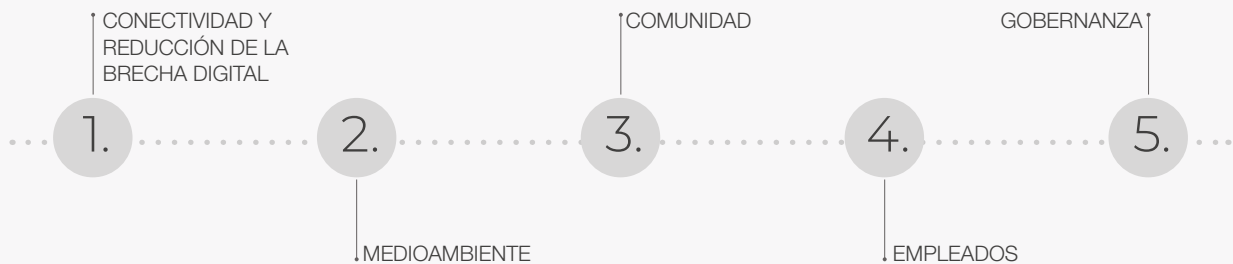 CONECTIVIDAD Y
REDUCCIÓN DE LA
BRECHA DIGITAL
1.
2.
MEDIOAMBIENTE
COMUNIDAD
3.
4.
EMPLEADOS
GOBERNANZA
5.